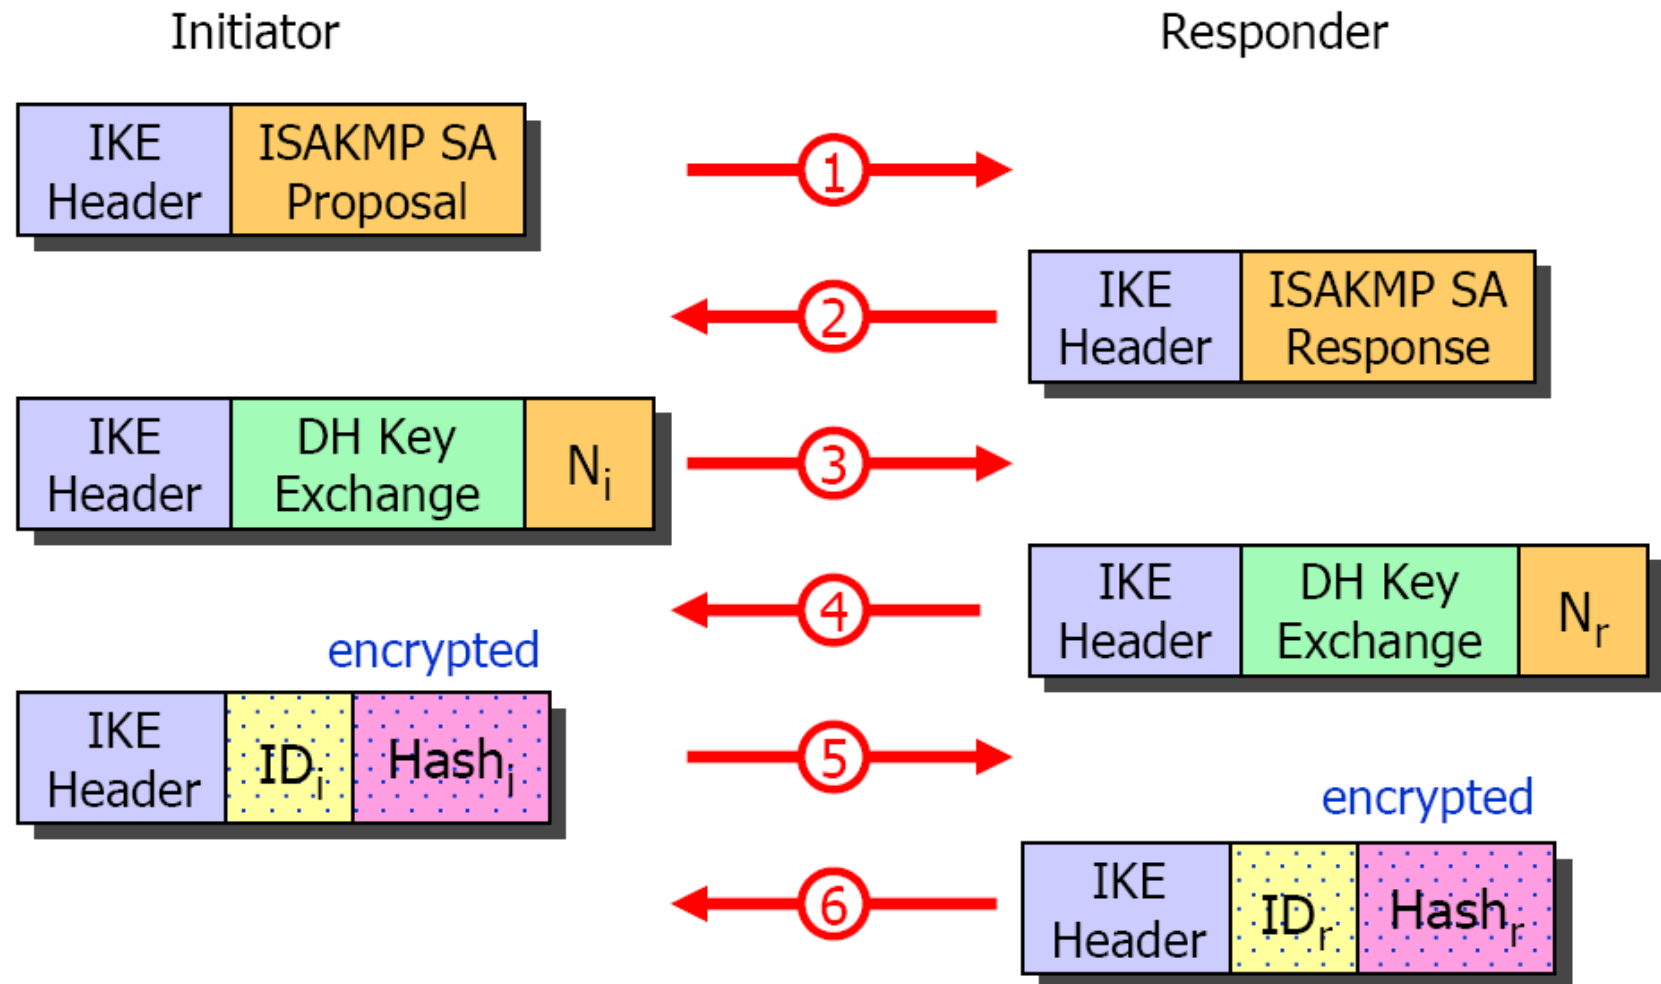 Initiator
Responder
IKE
Header
ISAKMP SA
Proposal
1
2
IKE
Header
ISAKMP SA
Response
IKE
Header
DH Key
Exchange
Ni
3
4
IKE
Header
DH Key
Exchange
Nr
encrypted
IKE
Header
IDi
Hashi
5
encrypted
6
IKE
Header
IDr
Hashr